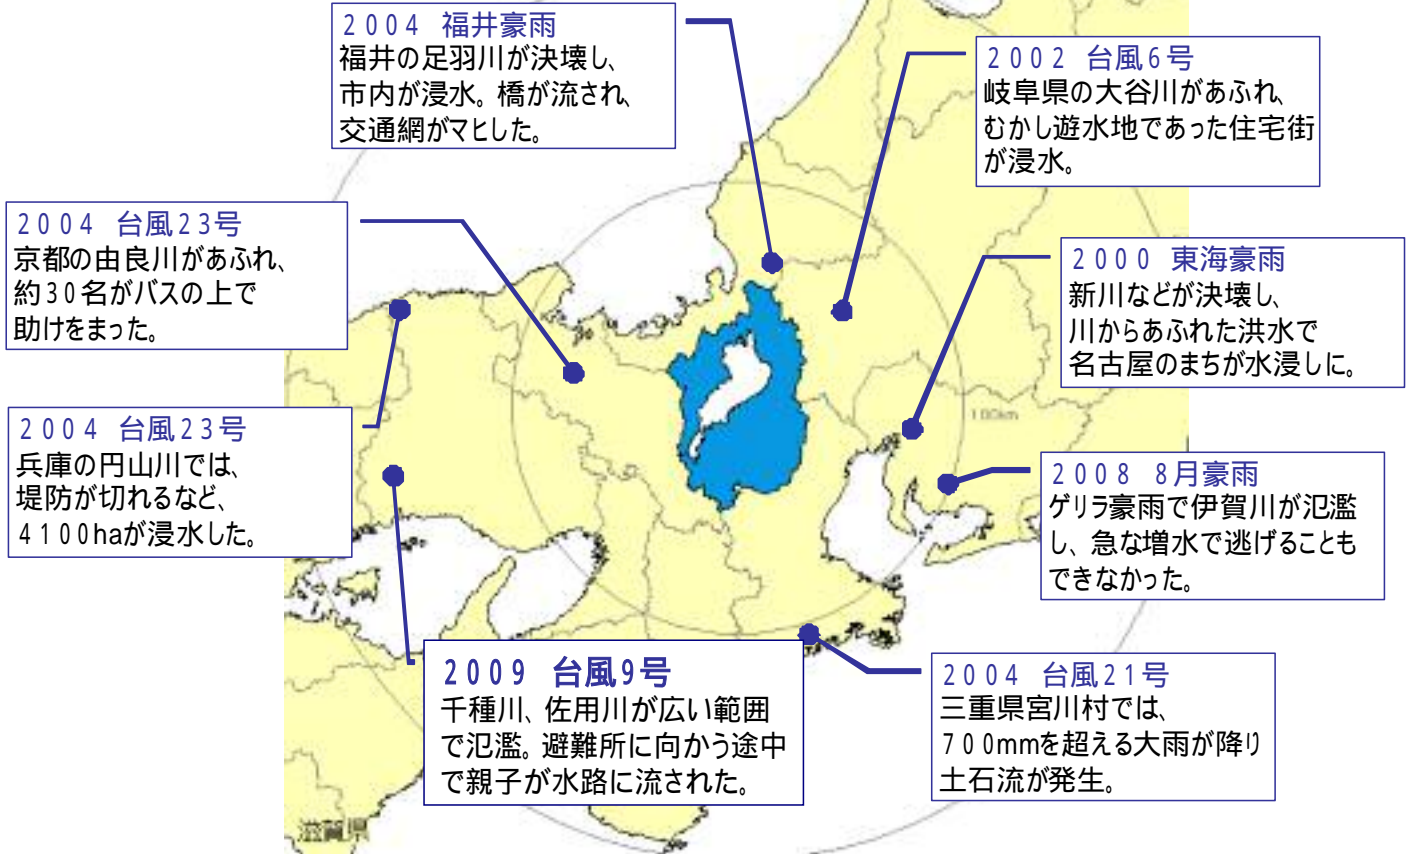 2004 福井豪雨
福井の足羽川が決壊し、
市内が浸水。橋が流され、
交通網がマヒした。
2002 台風6号
岐阜県の大谷川があふれ、
むかし遊水地であった住宅街
が浸水。
2004 台風23号
京都の由良川があふれ、
約30名がバスの上で
助けをまった。
2000 東海豪雨
新川などが決壊し、
川からあふれた洪水で
名古屋のまちが水浸しに。
100km
2004 台風23号
兵庫の円山川では、
堤防が切れるなど、
4100haが浸水した。
2008 8月豪雨
ゲリラ豪雨で伊賀川が氾濫
し、急な増水で逃げることも
できなかった。
2009 台風9号
千種川、佐用川が広い範囲
で氾濫。避難所に向かう途中
で親子が水路に流された。
2004 台風21号
三重県宮川村では、
700mmを超える大雨が降り
土石流が発生。
滋賀県